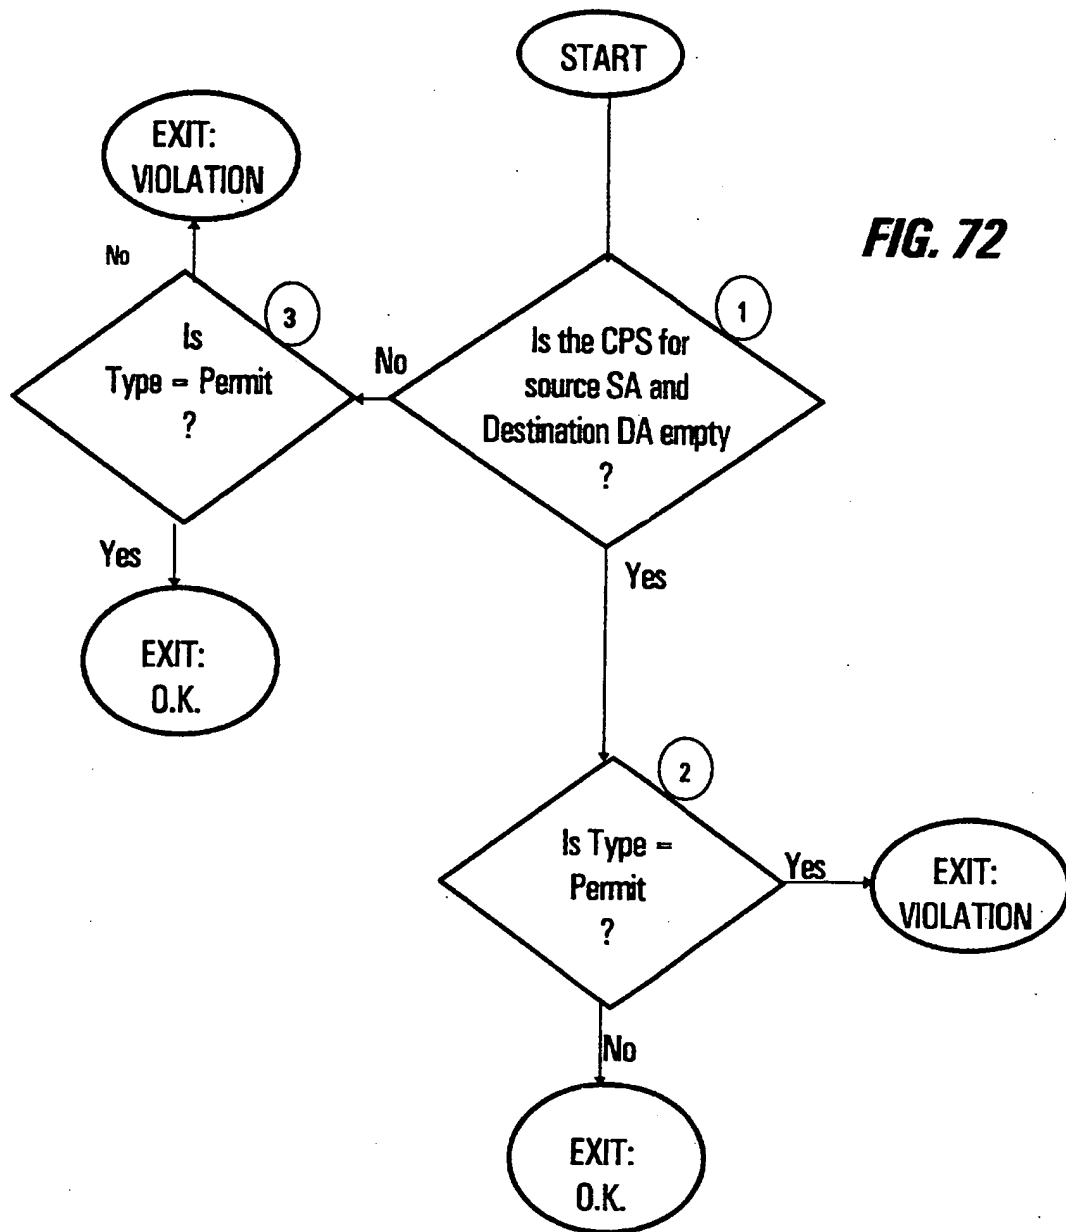 START
EXIT:
VIOLATION
FIG. 72
No
3
1
Is
Type = Permit
?
No
Is the CPS for
source SA and
Destination DA empty
?
Yes
Yes
EXIT:
O.K.
2
Is Type =
Permit
?
Yes
EXIT:
VIOLATION
No
EXIT:
O.K.